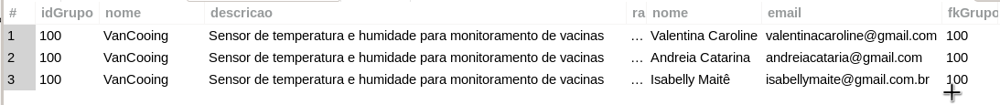 # idGrupo nome descricao ra nome email fkGrupo
1 100 VanCooing Sensor de temperatura e humidade para monitoramento de vacinas ... Valentina Caroline valentinacaroline@gmail.com 100
2 100 VanCooing Sensor de temperatura e humidade para monitoramento de vacinas ... Andreia Catarina andreiacataria@gmail.com 100
3 100 VanCooing Sensor de temperatura e humidade para monitoramento de vacinas ... Isabelly Maitê isabellymaite@gmail.com.br 100